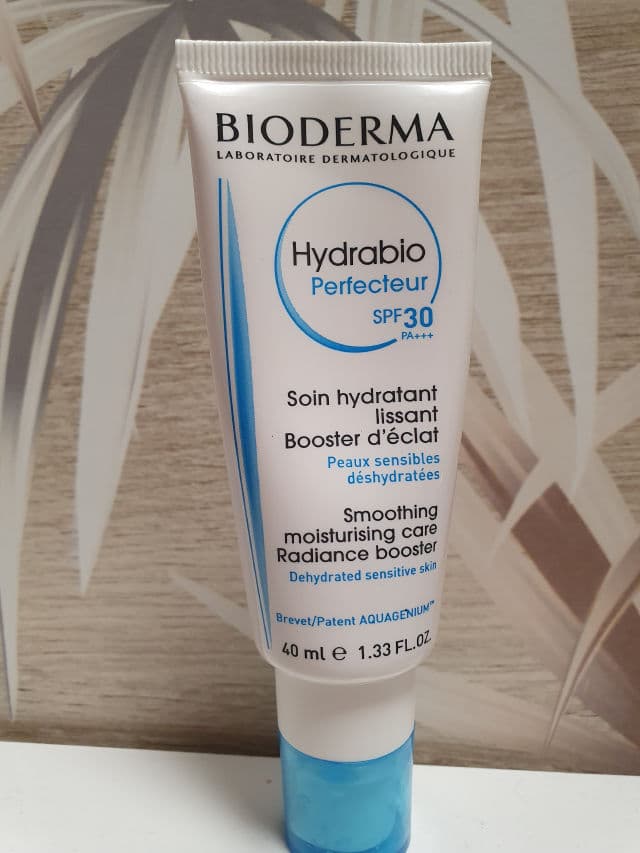 BIODERMA
LABORATOIRE DERMATOLOGIQUE
Hydrabio
Perfecteur
SPF30
PA+++
Soin hydratant
lissant
Booster d'éclat
Peaux sensibles
déshydratées
Smoothing
moisturising care
Radiance booster
Dehydrated sensitive skin
Brevet/Patent AQUAGENIUM™
40 ml e 1.33 FL.OZ.